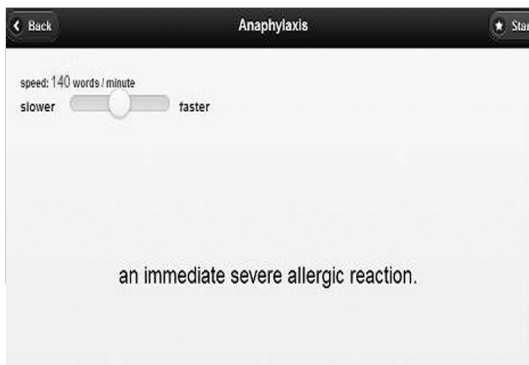 Back
Anaphylaxis
Star
speed: 140 words / minute
slower faster
an immediate severe allergic reaction.